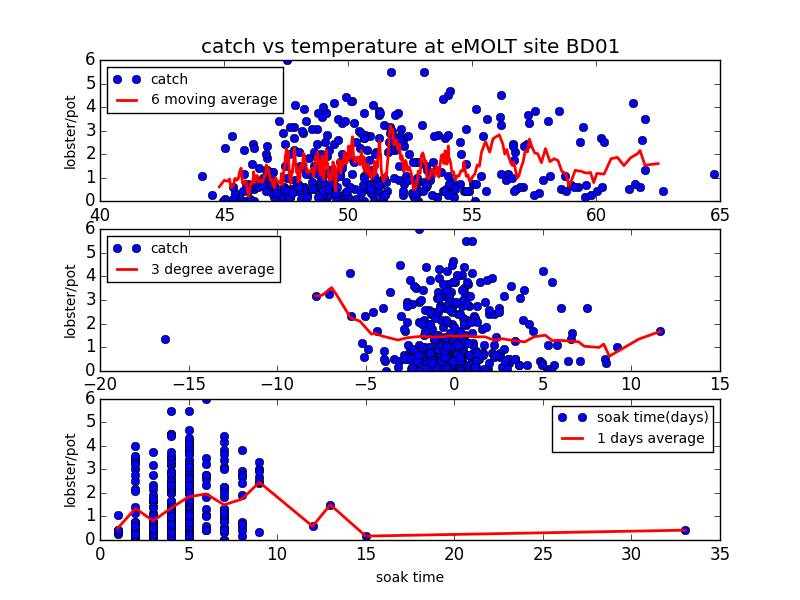 catch vs temperature at eMOLT site BD01
lobster/pot
6
5
4
3
2
1
0
catch
6 moving average
40 45 50 55 60 65
lobster/pot
6
5
4
3
2
1
0
catch
3 degree average
−20 −15 −10 −5 0 5 10 15
lobster/pot
6
5
4
3
2
1
0
soak time(days)
1 days average
0 5 10 15 20 25 30 35
soak time